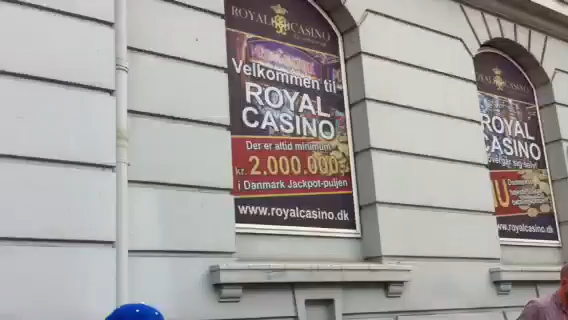 ROYAL CASINO
Velkommen til
ROYAL
CASINO
Der er altid minimum
kr. 2.000.000,-
i Danmark Jackpot-puljen
www.royalcasino.dk
ROYAL CASINO
ROYAL
CASINO
NU
www.royalcasino.dk